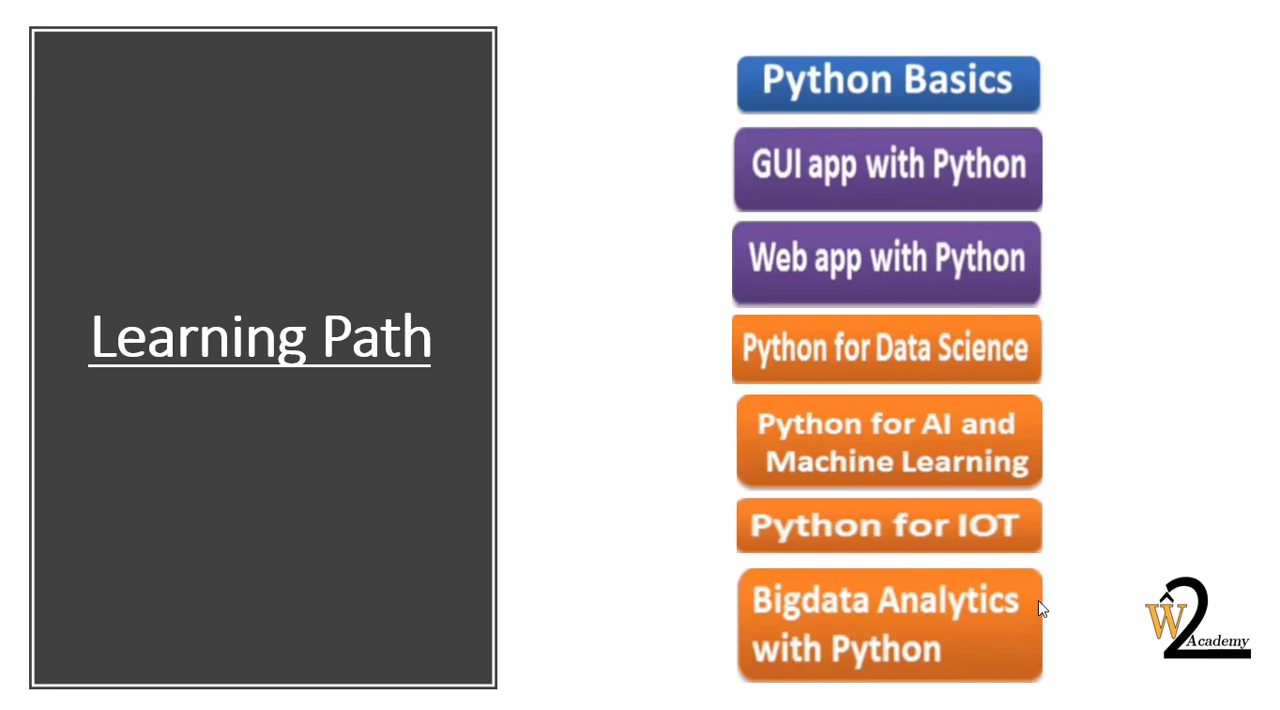 Learning Path
Python Basics
GUI app with Python
Web app with Python
Python for Data Science
Python for AI and
Machine Learning
Python for IOT
Bigdata Analytics
with Python
W2
Academy